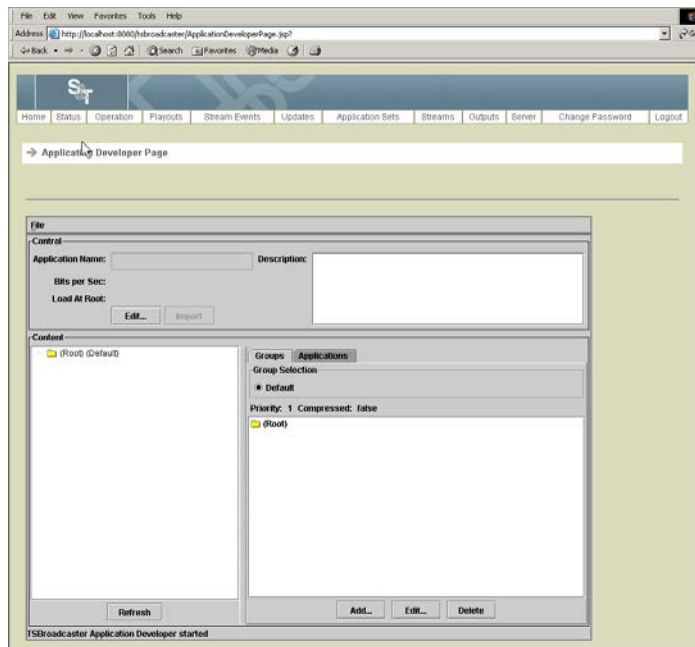 File Edit View Favorites Tools Help
Address http://localhost:8080/tsbroadcaster/ApplicationDeveloperPage.jsp?
Back Search Favorites Media
S&T
Home Status Operation Playouts Stream Events Updates Application Sets Streams Outputs Server Change Password Logout
Application Developer Page
File
Control
Application Name: Description:
Bits per Sec:
Load At Root:
Edit... Import
Content
(Root) (Default)
Groups Applications
Group Selection
Default
Priority: 1 Compressed: false
(Root)
Refresh Add... Edit... Delete
TSBroadcaster Application Developer started